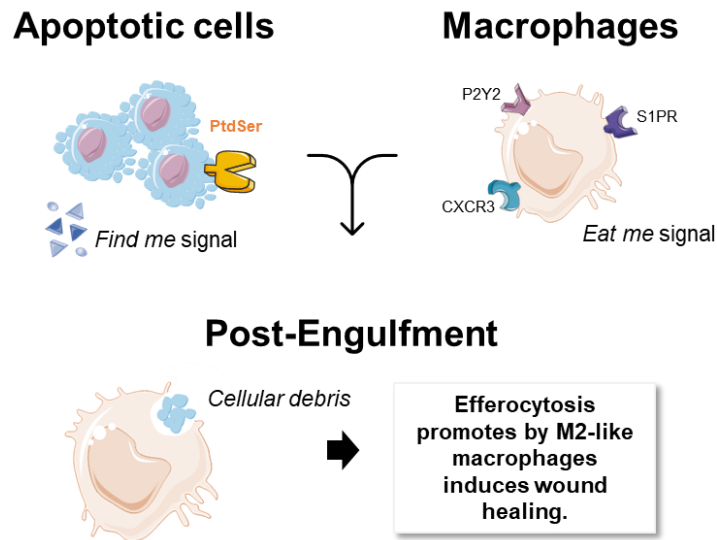 Apoptotic cells
Macrophages
P2Y2
PtdSer
S1PR
CXCR3
Find me signal
Eat me signal
Post-Engulfment
Cellular debris
Efferocytosis
promotes by M2-like
macrophages
induces wound
healing.